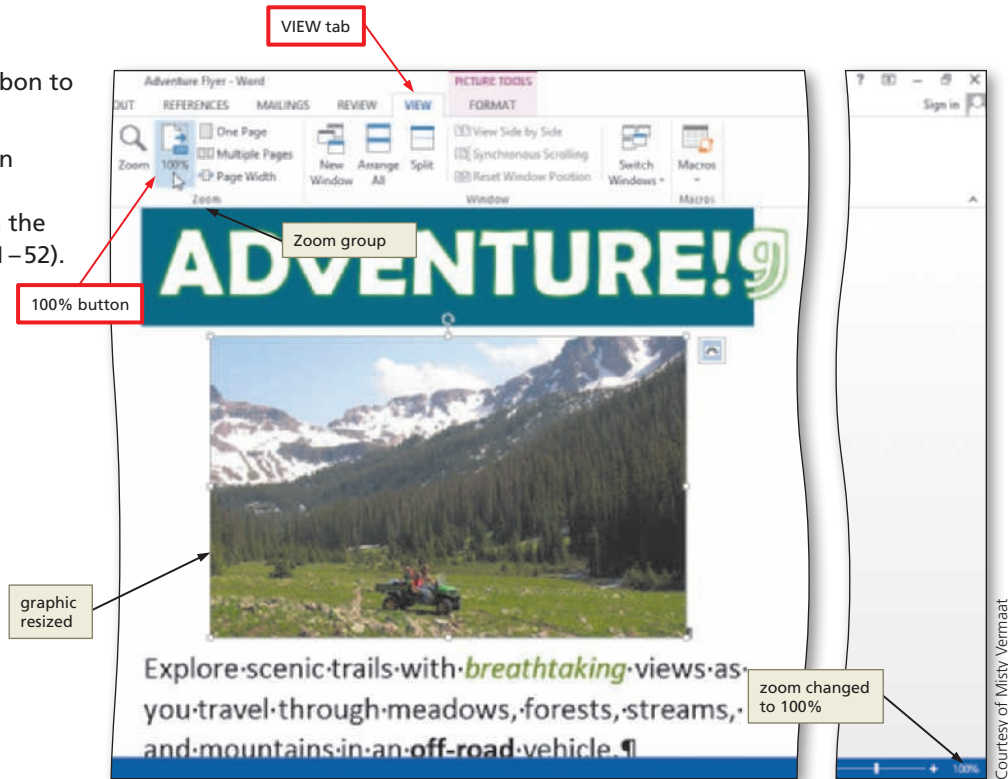 VIEW tab
bon to
n
the
1–52).
100% button
Adventure Flyer - Word
PICTURE TOOLS
? – X
OUT REFERENCES MAILINGS REVIEW VIEW FORMAT
Sign in
Zoom
100%
One Page
Multiple Pages
Page Width
Zoom
New Window
Arrange All
Split
View Side by Side
Synchronous Scrolling
Reset Window Position
Switch Windows
Window
Macros
Macros
Zoom group
ADVENTURE!¶
graphic
resized
Explore·scenic·trails·with·breathtaking·views·as·
you·travel·through·meadows,·forests,·streams,·
and·mountains·in·an·off-road·vehicle.¶
zoom changed
to 100%
– + 100%
Courtesy of Misty Vermaat